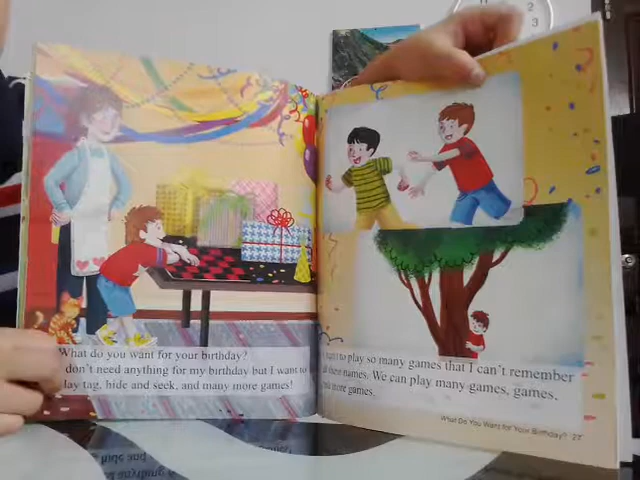 What do you want for your birthday?
don't need anything for my birthday but I want to
lay tag, hide and seek, and many more games!
to play so many games that I can't remember
names. We can play many games, games,
more games.
What Do You Want for Your Birthday? 27
2
3